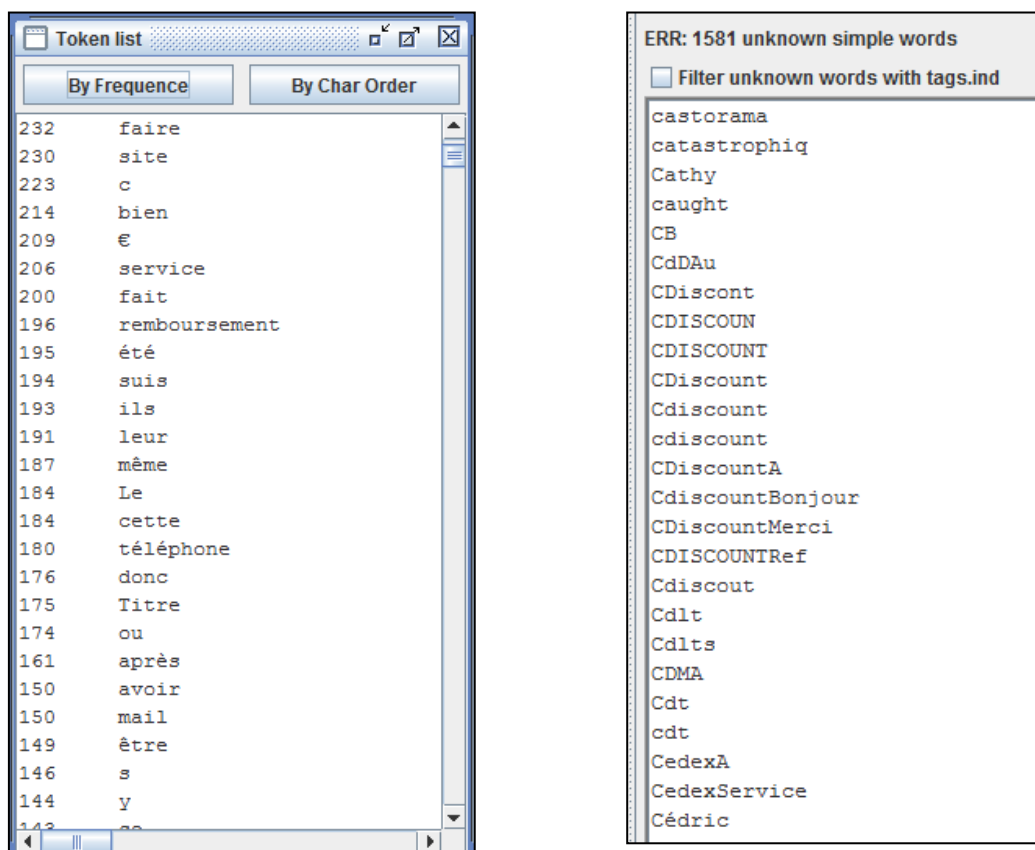 Token list
By Frequence By Char Order
232 faire
230 site
223 c
214 bien
209 €
206 service
200 fait
196 remboursement
195 été
194 suis
193 ils
191 leur
187 même
184 Le
184 cette
180 téléphone
176 donc
175 Titre
174 ou
161 après
150 avoir
150 mail
149 être
146 s
144 y
ERR: 1581 unknown simple words
Filter unknown words with tags.ind
castorama
catastrophiq
Cathy
caught
CB
CdDAu
CDiscont
CDISCOUN
CDISCOUNT
CDiscount
Cdiscount
cdiscount
CDiscountA
CdiscountBonjour
CDiscountMerci
CDISCOUNTRef
Cdiscout
Cdlt
Cdlts
CDMA
Cdt
cdt
CedexA
CedexService
Cédric